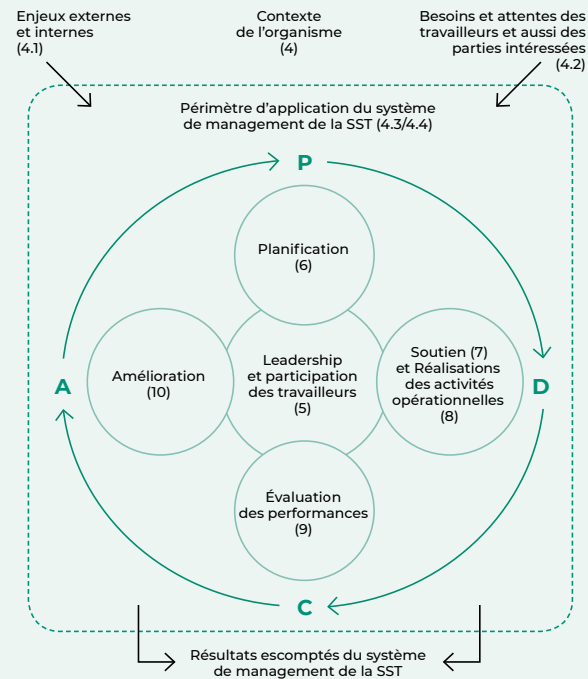 Enjeux externes
et internes
(4.1)
Contexte
de l’organisme
(4)
Besoins et attentes des
travailleurs et aussi des
parties intéressées
(4.2)
Périmètre d’application du système
de management de la SST (4.3/4.4)
P
Planification
(6)
A
Amélioration
(10)
Leadership
et participation
des travailleurs
(5)
Soutien (7)
et Réalisations
des activités
opérationnelles
(8)
D
Évaluation
des performances
(9)
C
Résultats escomptés du système
de management de la SST